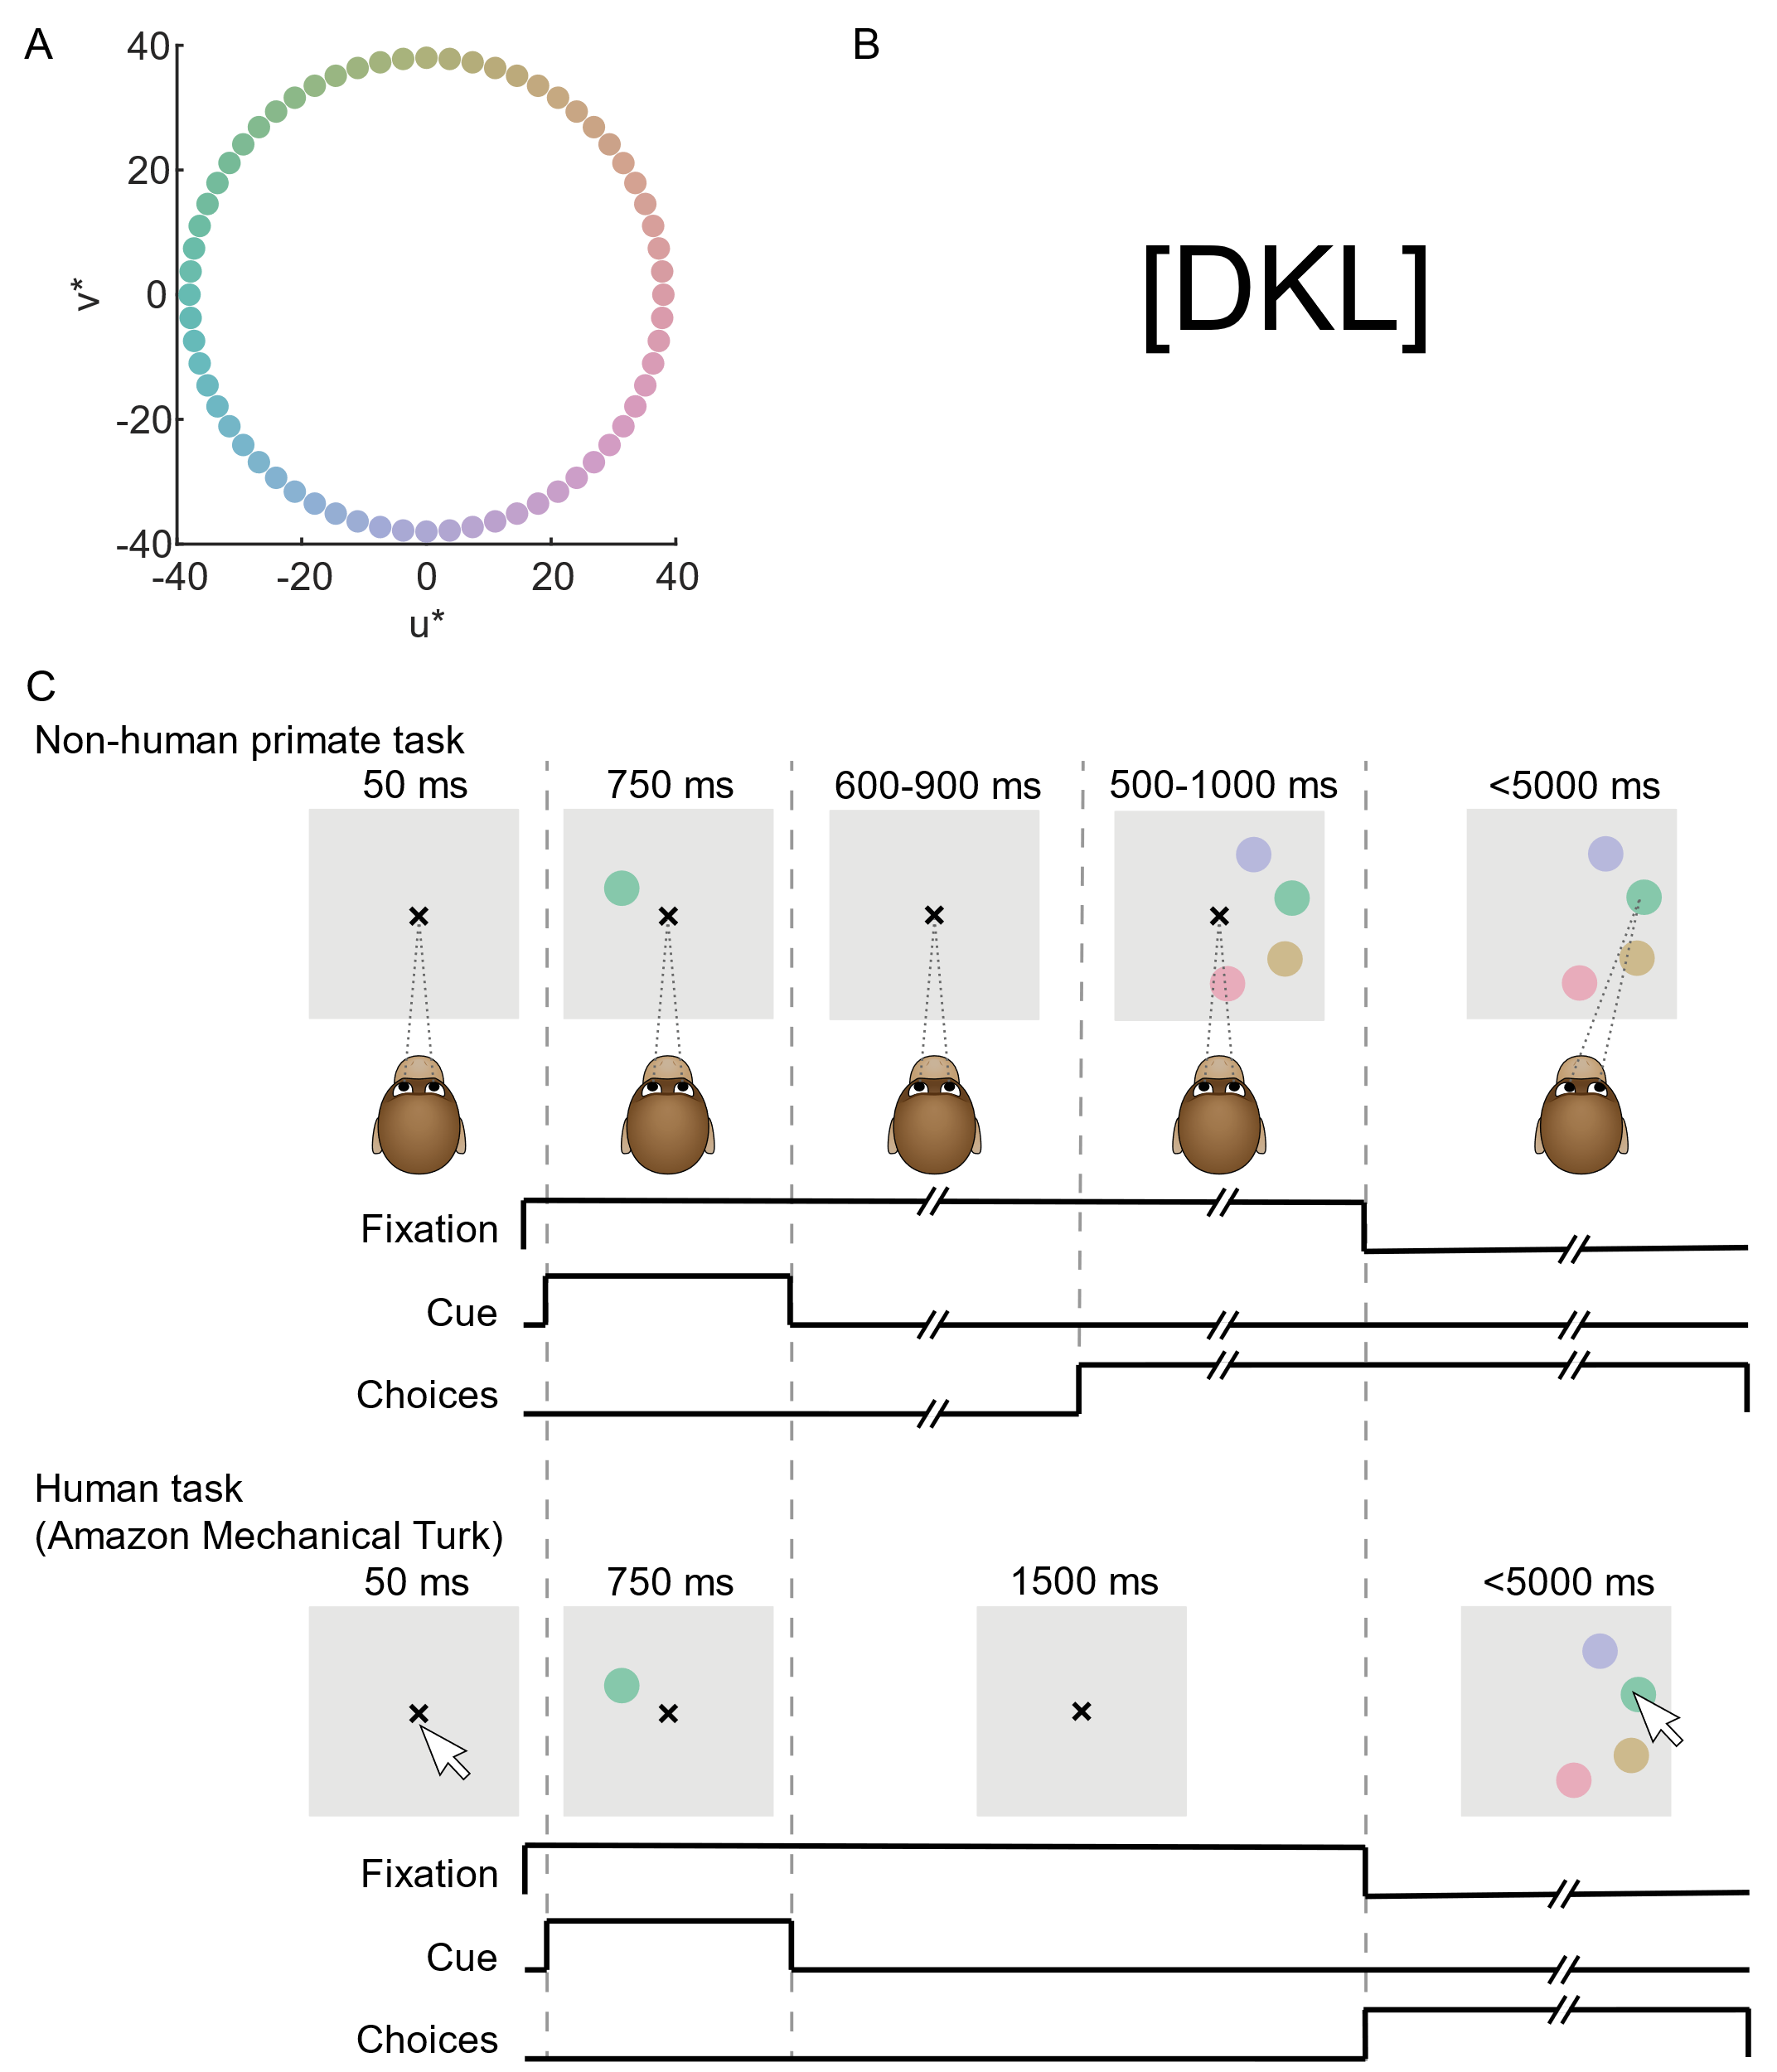 A
40
20
0
-20
-40
v*
-40 -20 0 20 40
u*
B
[DKL]
C
Non-human primate task
50 ms 750 ms 600-900 ms 500-1000 ms <5000 ms
Fixation
Cue
Choices
Human task
(Amazon Mechanical Turk)
50 ms 750 ms 1500 ms <5000 ms
Fixation
Cue
Choices